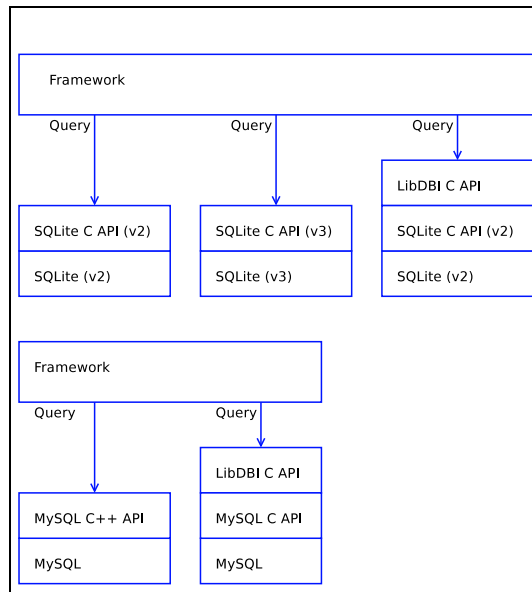 Framework
Query
Query
Query
LibDBI C API
SQLite C API (v2)
SQLite C API (v3)
SQLite C API (v2)
SQLite (v2)
SQLite (v3)
SQLite (v2)
Framework
Query
Query
LibDBI C API
MySQL C++ API
MySQL C API
MySQL
MySQL